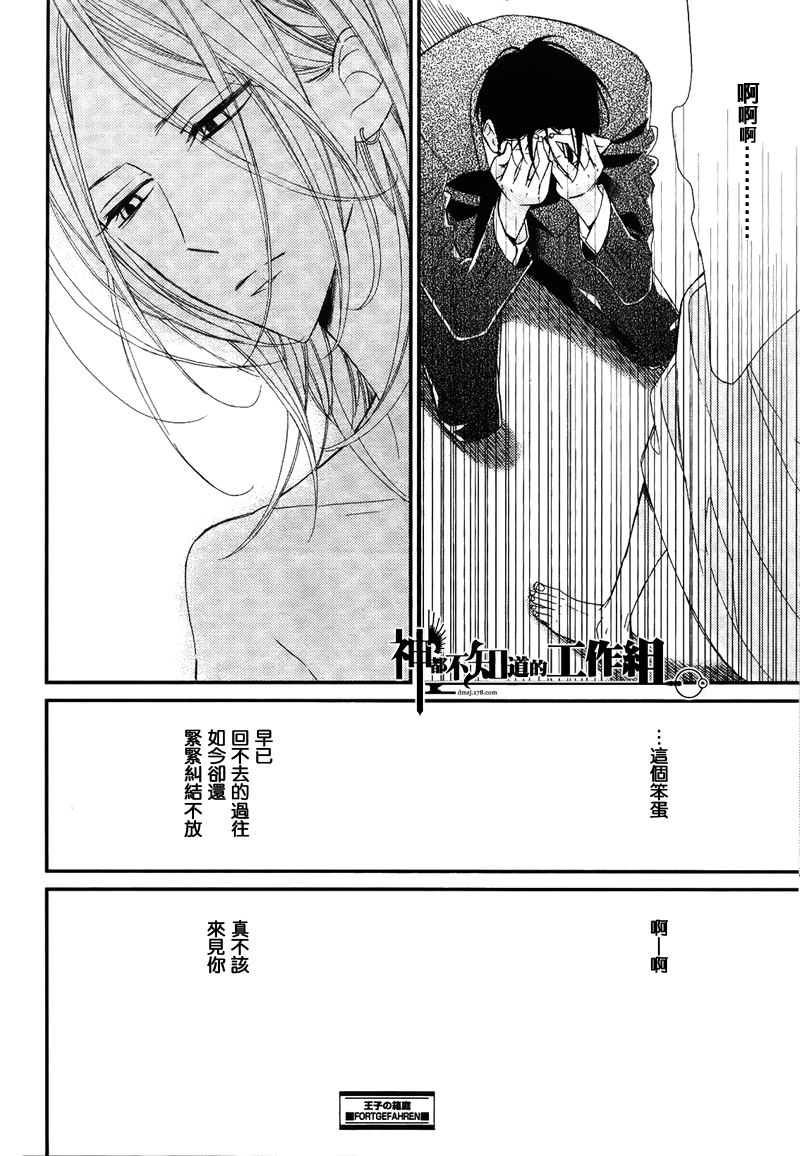 啊啊啊………
神都不知道的工作組
dmzj.178.com
…這個笨蛋
早已
回不去的過往
如今卻還
緊緊糾結不放
啊—啊
真不該
來見你
王子の箱庭
■FORTGEFAHREN■